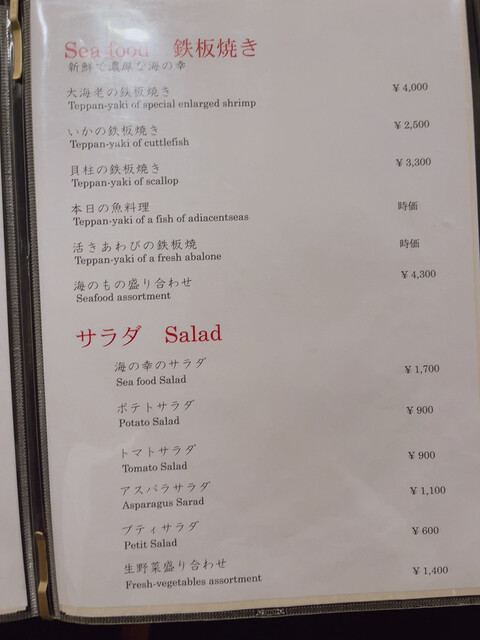 Sea food 鉄板焼き
新鮮で濃厚な海の幸
大海老の鉄板焼き ¥4,000
Teppan-yaki of special enlarged shrimp
いかの鉄板焼き ¥2,500
Teppan-yaki of cuttlefish
貝柱の鉄板焼き ¥3,300
Teppan-yaki of scallop
本日の魚料理 時価
Teppan-yaki of a fish of adiacentseas
活きあわびの鉄板焼 時価
Teppan-yaki of a fresh abalone
海のもの盛り合わせ ¥4,300
Seafood assortment
サラダ Salad
海の幸のサラダ ¥1,700
Sea food Salad
ポテトサラダ ¥900
Potato Salad
トマトサラダ ¥900
Tomato Salad
アスパラサラダ ¥1,100
Asparagus Sarad
プティサラダ ¥600
Petit Salad
生野菜盛り合わせ ¥1,400
Fresh-vegetables assortment